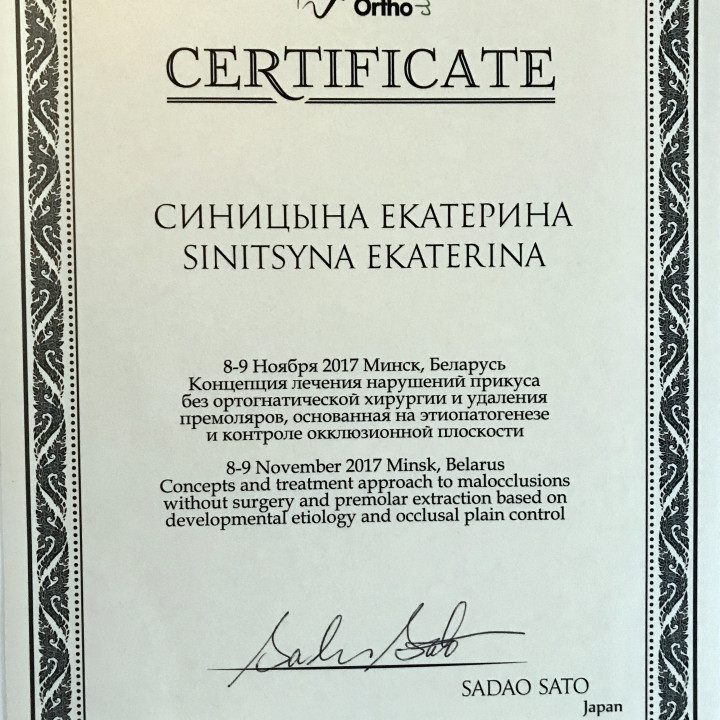 Ortho
CERTIFICATE
СИНИЦЫНА ЕКАТЕРИНА
SINITSYNA EKATERINA
8-9 Ноября 2017 Минск, Беларусь
Концепция лечения нарушений прикуса
без ортогнатической хирургии и удаления
премоляров, основанная на этиопатогенезе
и контроле окклюзионной плоскости
8-9 November 2017 Minsk, Belarus
Concepts and treatment approach to malocclusions
without surgery and premolar extraction based on
developmental etiology and occlusal plain control
Sadao Sato
SADAO SATO
Japan